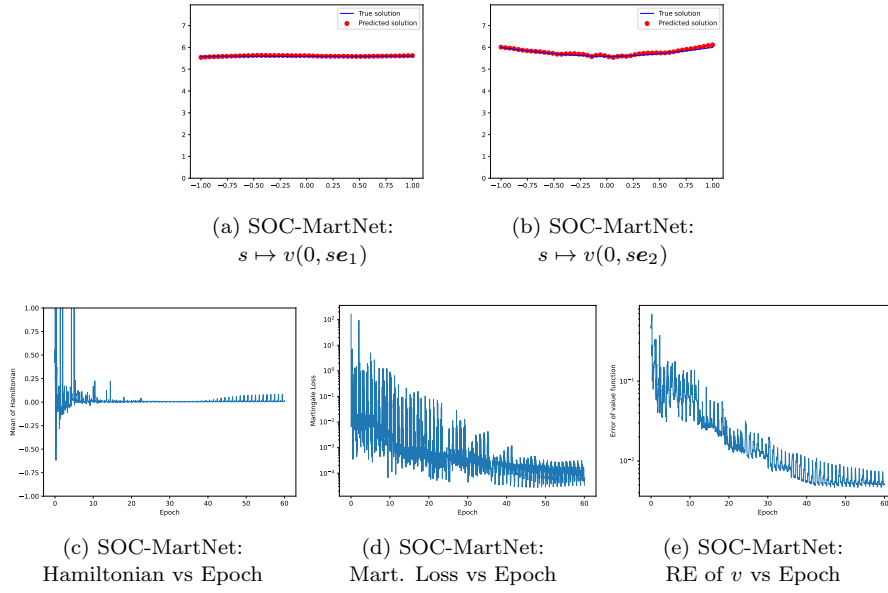 True solution
Predicted solution
7
6
5
4
3
2
1
0
−1.00 −0.75 −0.50 −0.25 0.00 0.25 0.50 0.75 1.00
True solution
Predicted solution
7
6
5
4
3
2
1
0
−1.00 −0.75 −0.50 −0.25 0.00 0.25 0.50 0.75 1.00
(a) SOC-MartNet:
s ↦ v(0, se₁)
(b) SOC-MartNet:
s ↦ v(0, se₂)
1.00
0.75
0.50
0.25
0.00
−0.25
−0.50
−0.75
−1.00
Mean of Hamiltonian
0 10 20 30 40 50 60
Epoch
10²
10¹
10⁰
10⁻¹
10⁻²
10⁻³
10⁻⁴
Martingale Loss
0 10 20 30 40 50 60
Epoch
10⁻¹
10⁻²
Error of value function
0 10 20 30 40 50 60
Epoch
(c) SOC-MartNet:
Hamiltonian vs Epoch
(d) SOC-MartNet:
Mart. Loss vs Epoch
(e) SOC-MartNet:
RE of v vs Epoch